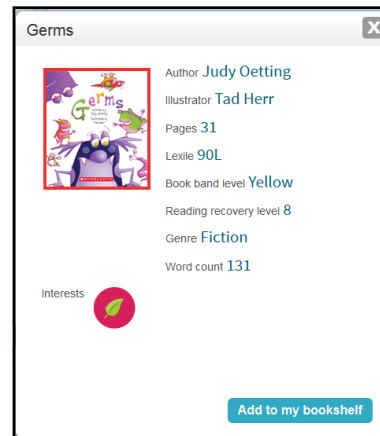 Germs
X
Germs
Author Judy Oetting
Illustrator Tad Herr
Pages 31
Lexile 90L
Book band level Yellow
Reading recovery level 8
Genre Fiction
Word count 131
Interests
Add to my bookshelf